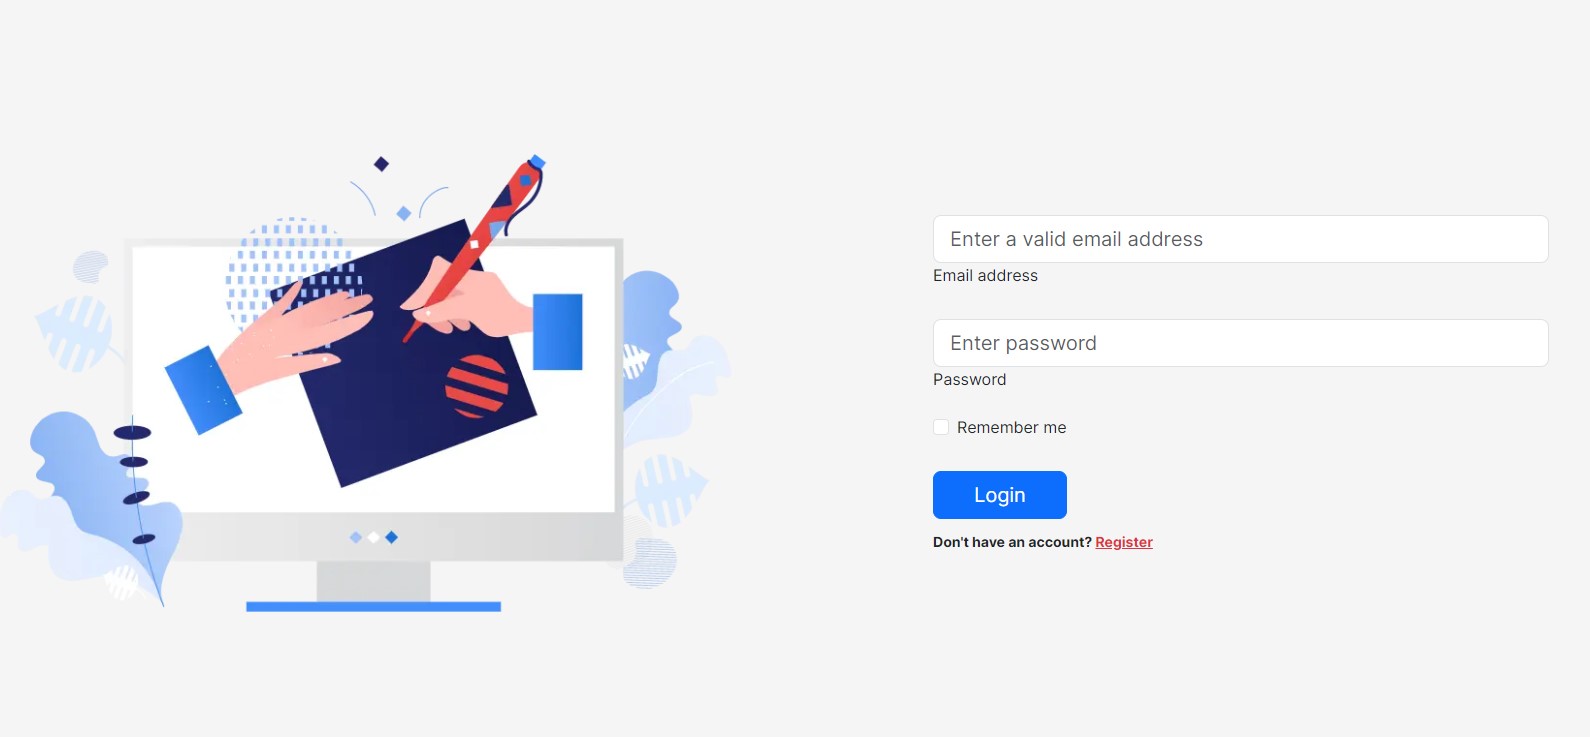 Enter a valid email address
Email address
Enter password
Password
Remember me
Login
Don't have an account? Register